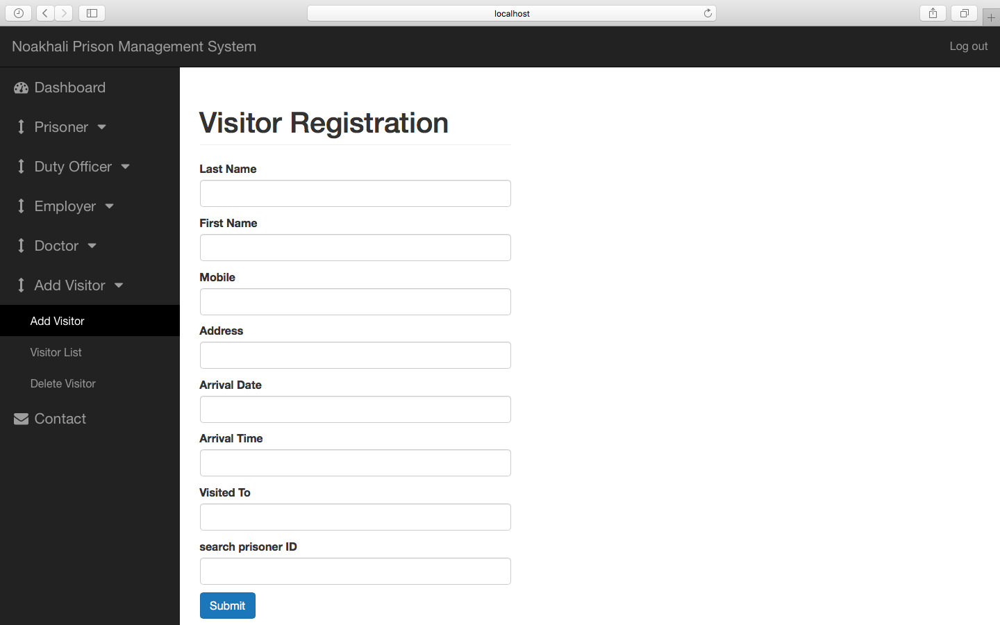 localhost
Noakhali Prison Management System
Log out
Dashboard
Prisoner
Duty Officer
Employer
Doctor
Add Visitor
Add Visitor
Visitor List
Delete Visitor
Contact
Visitor Registration
Last Name
First Name
Mobile
Address
Arrival Date
Arrival Time
Visited To
search prisoner ID
Submit